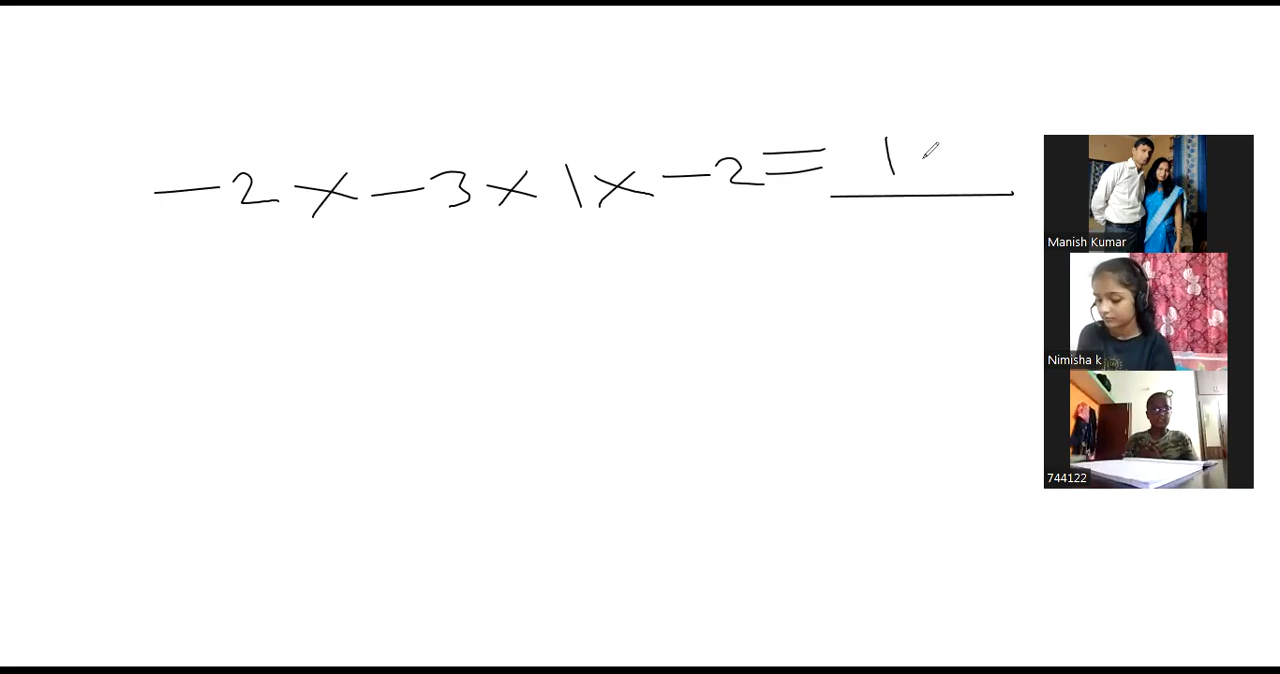 -2 x -3 x 1 x -2 = 1
Manish Kumar
Nimisha k
744122